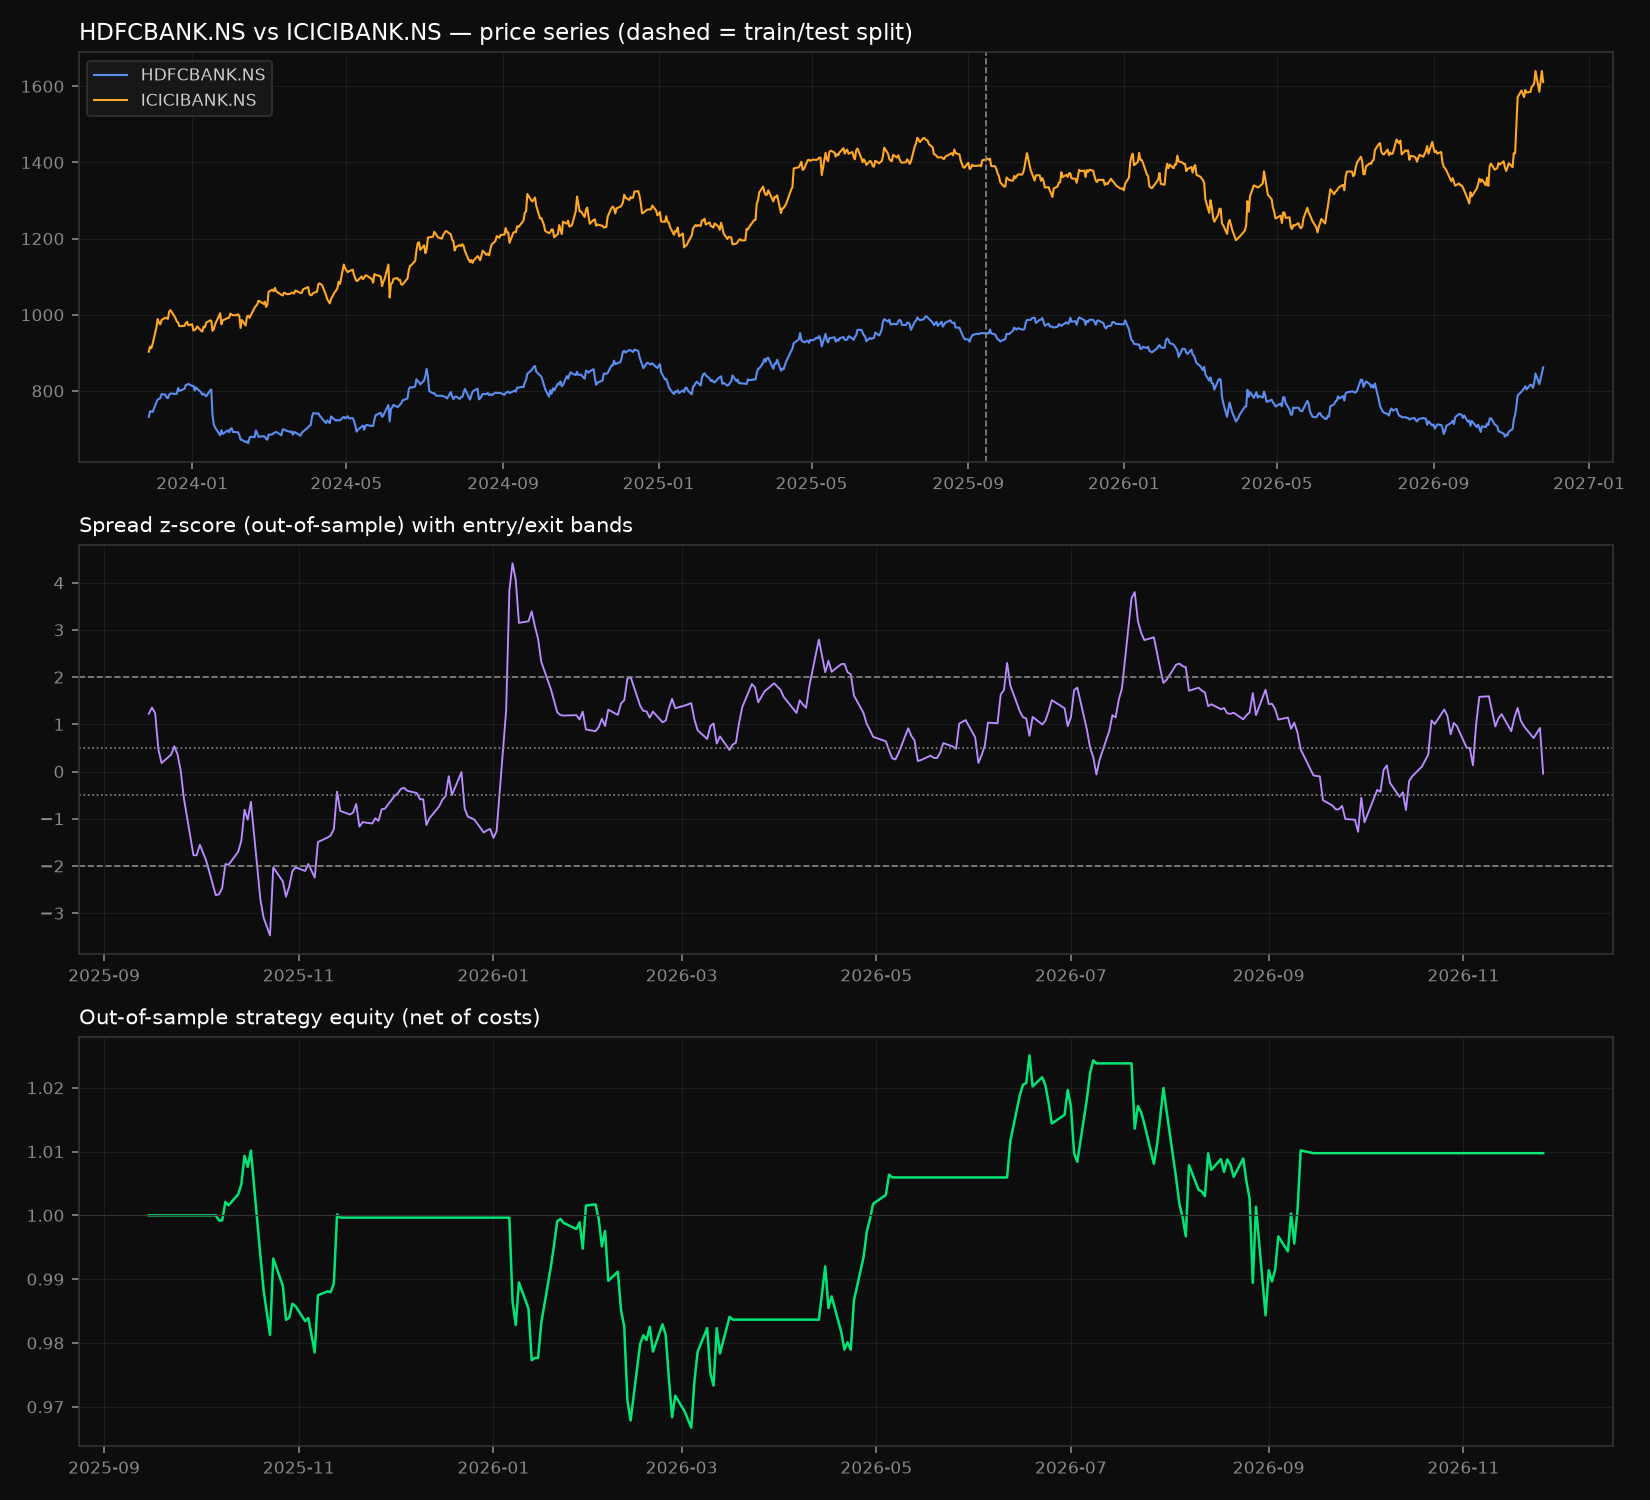 HDFCBANK.NS vs ICICIBANK.NS — price series (dashed = train/test split)
HDFCBANK.NS
ICICIBANK.NS
1600
1400
1200
1000
800
2024-01 2024-05 2024-09 2025-01 2025-05 2025-09 2026-01 2026-05 2026-09 2027-01
Spread z-score (out-of-sample) with entry/exit bands
4
3
2
1
0
−1
−2
−3
2025-09 2025-11 2026-01 2026-03 2026-05 2026-07 2026-09 2026-11
Out-of-sample strategy equity (net of costs)
1.02
1.01
1.00
0.99
0.98
0.97
2025-09 2025-11 2026-01 2026-03 2026-05 2026-07 2026-09 2026-11